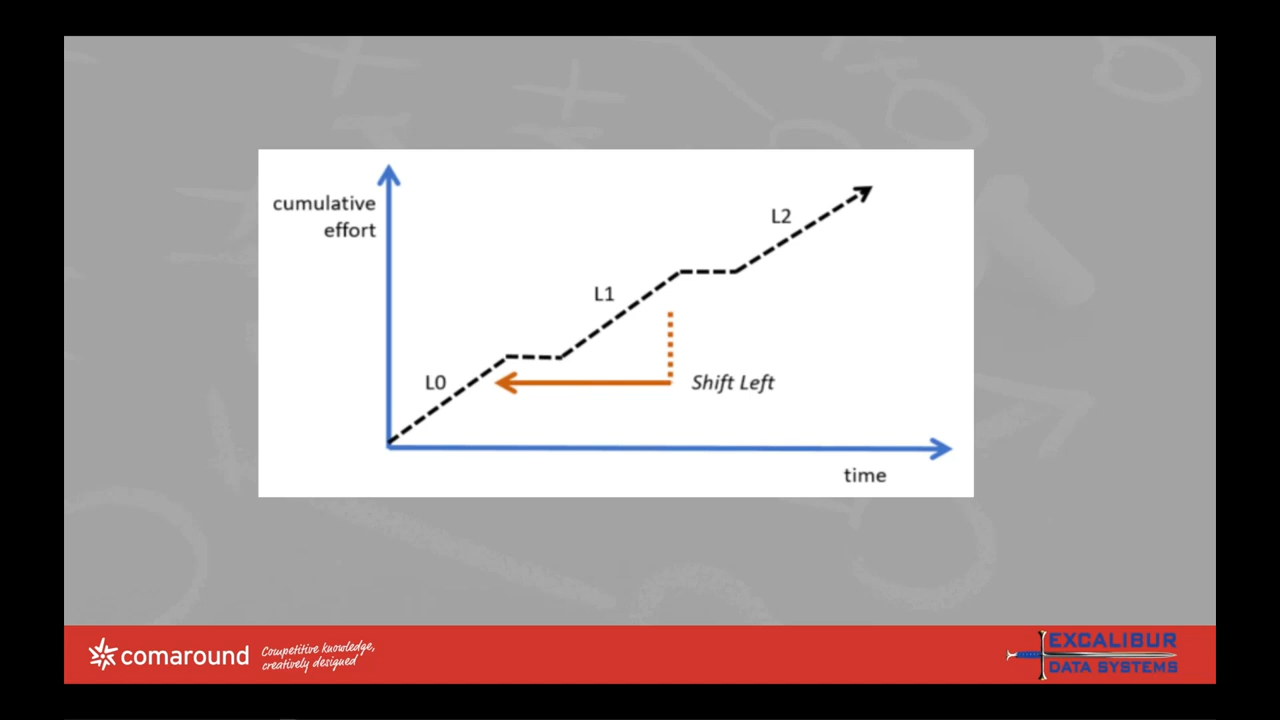 cumulative
effort
L2
L1
L0
Shift Left
time
comaround
Competitive knowledge,
creatively designed
EXCALIBUR
DATA SYSTEMS